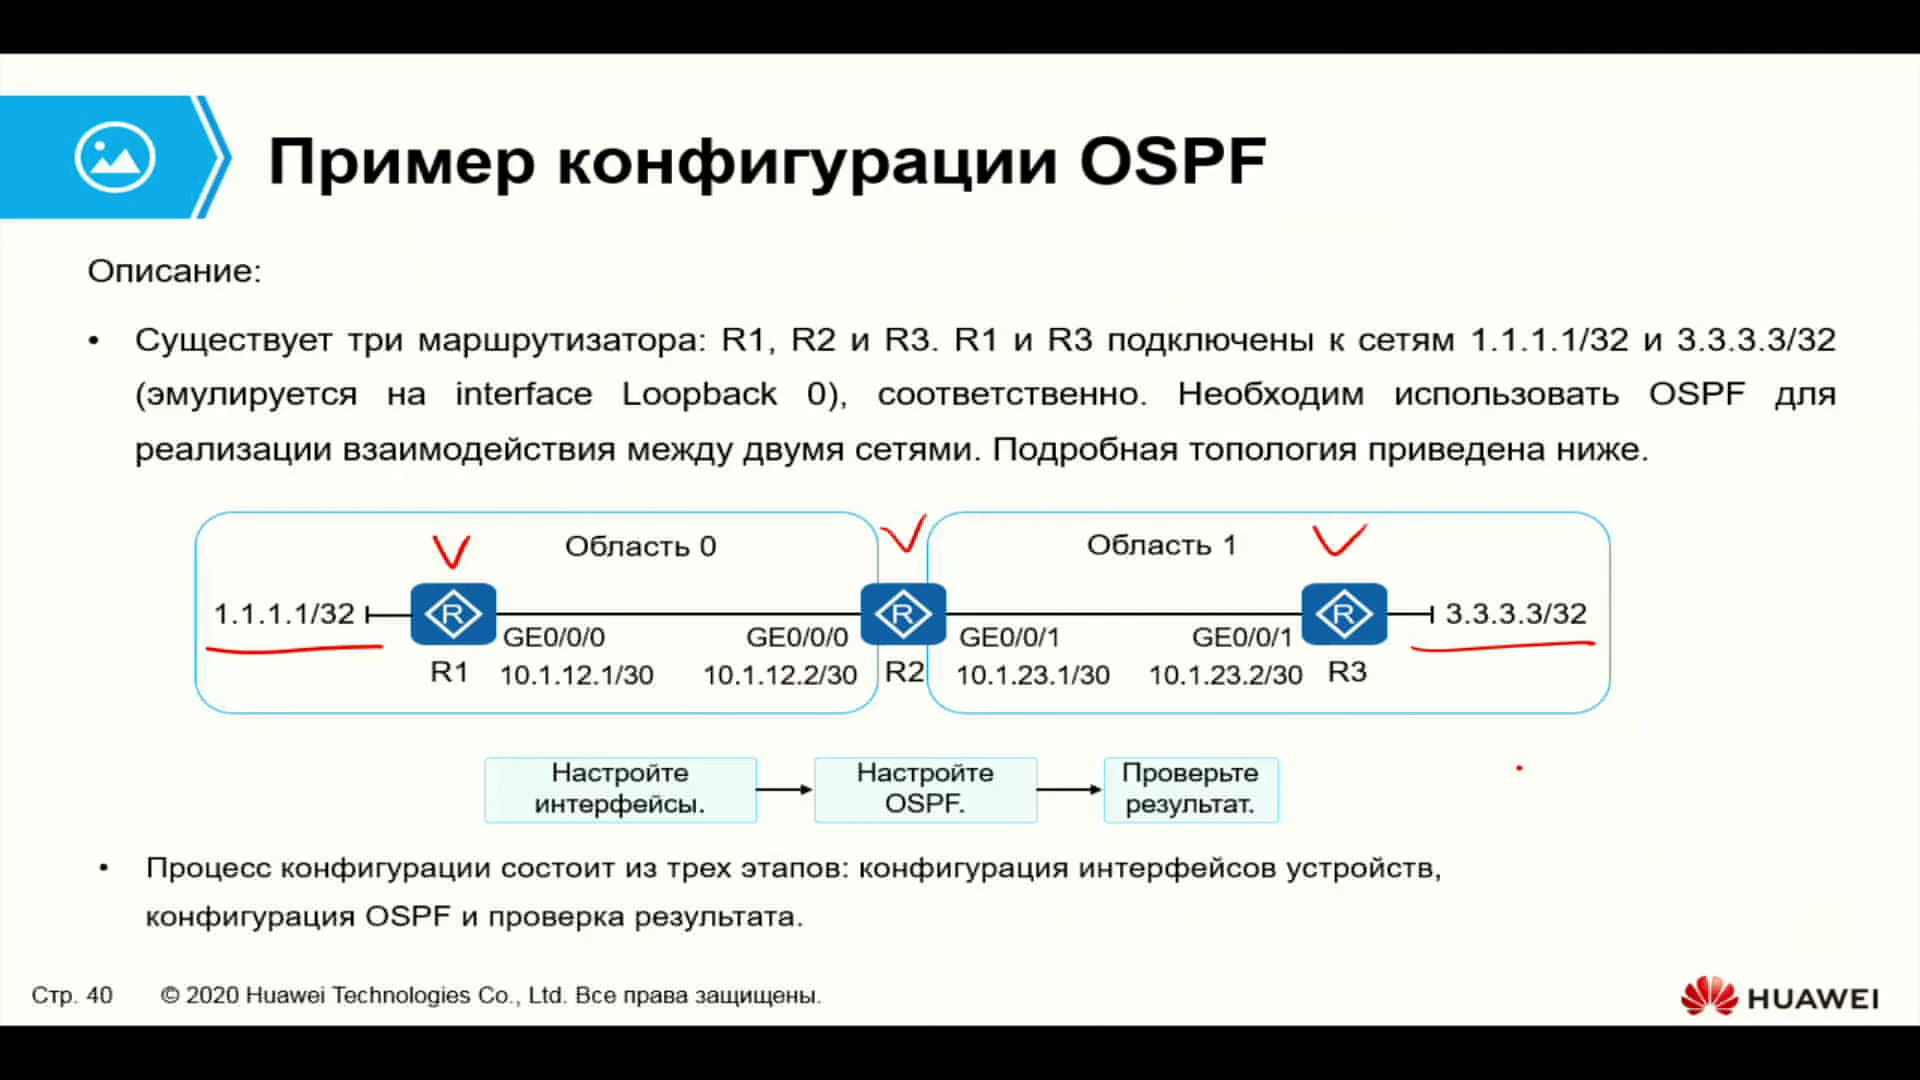 Пример конфигурации OSPF
Описание:
• Существует три маршрутизатора: R1, R2 и R3. R1 и R3 подключены к сетям 1.1.1.1/32 и 3.3.3.3/32
(эмулируется на interface Loopback 0), соответственно. Необходим использовать OSPF для
реализации взаимодействия между двумя сетями. Подробная топология приведена ниже.
Область 0
Область 1
1.1.1.1/32
R
R
R
3.3.3.3/32
GE0/0/0
GE0/0/0
GE0/0/1
GE0/0/1
R1
10.1.12.1/30
10.1.12.2/30
R2
10.1.23.1/30
10.1.23.2/30
R3
Настройте
интерфейсы.
Настройте
OSPF.
Проверьте
результат.
• Процесс конфигурации состоит из трех этапов: конфигурация интерфейсов устройств,
конфигурация OSPF и проверка результата.
Стр. 40
© 2020 Huawei Technologies Co., Ltd. Все права защищены.
HUAWEI